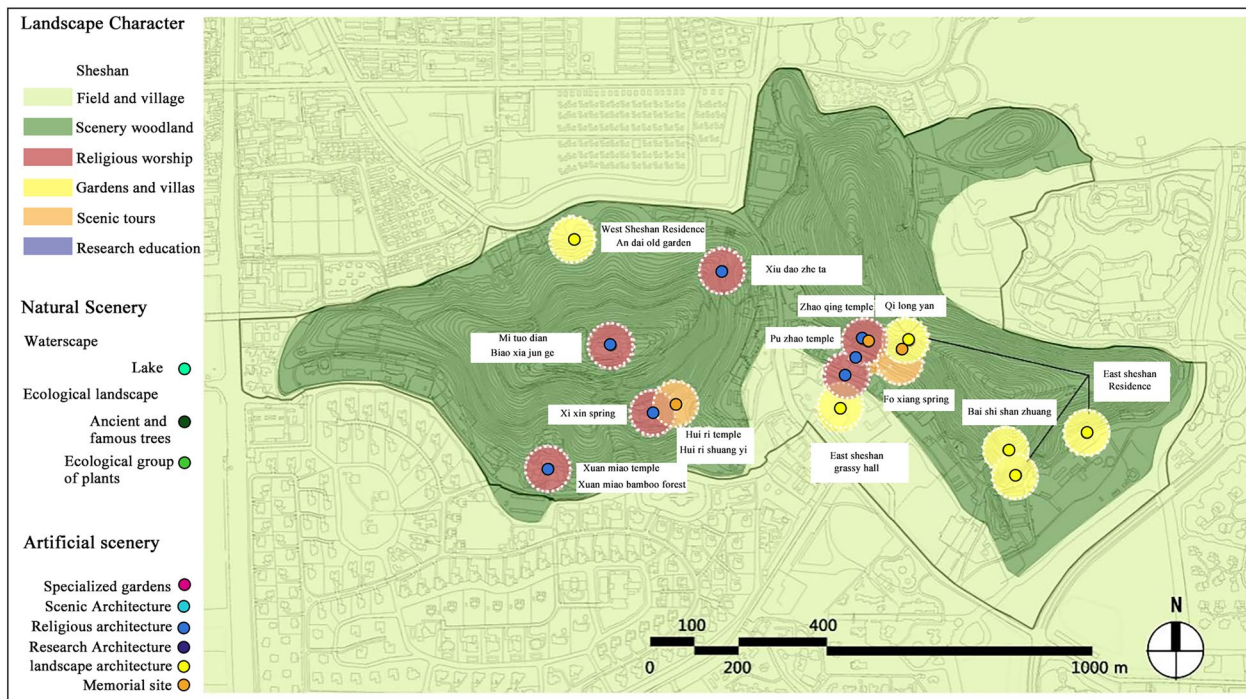 Landscape Character
Sheshan
Field and village
Scenery woodland
Religious worship
Gardens and villas
Scenic tours
Research education
Natural Scenery
Waterscape
Lake
Ecological landscape
Ancient and
famous trees
Ecological group
of plants
Artificial scenery
Specialized gardens
Scenic Architecture
Religious architecture
Research Architecture
landscape architecture
Memorial site
West Sheshan Residence
An dai old garden
Xiu dao zhe ta
Zhao qing temple
Qi long yan
Mi tuo dian
Biao xia jun ge
Pu zhao temple
East sheshan
Residence
Fo xiang spring
Xi xin spring
Bai shi shan zhuang
Hui ri temple
Hui ri shuang yi
East sheshan
grassy hall
Xuan miao temple
Xuan miao bamboo forest
N
100
400
0
200
1000 m